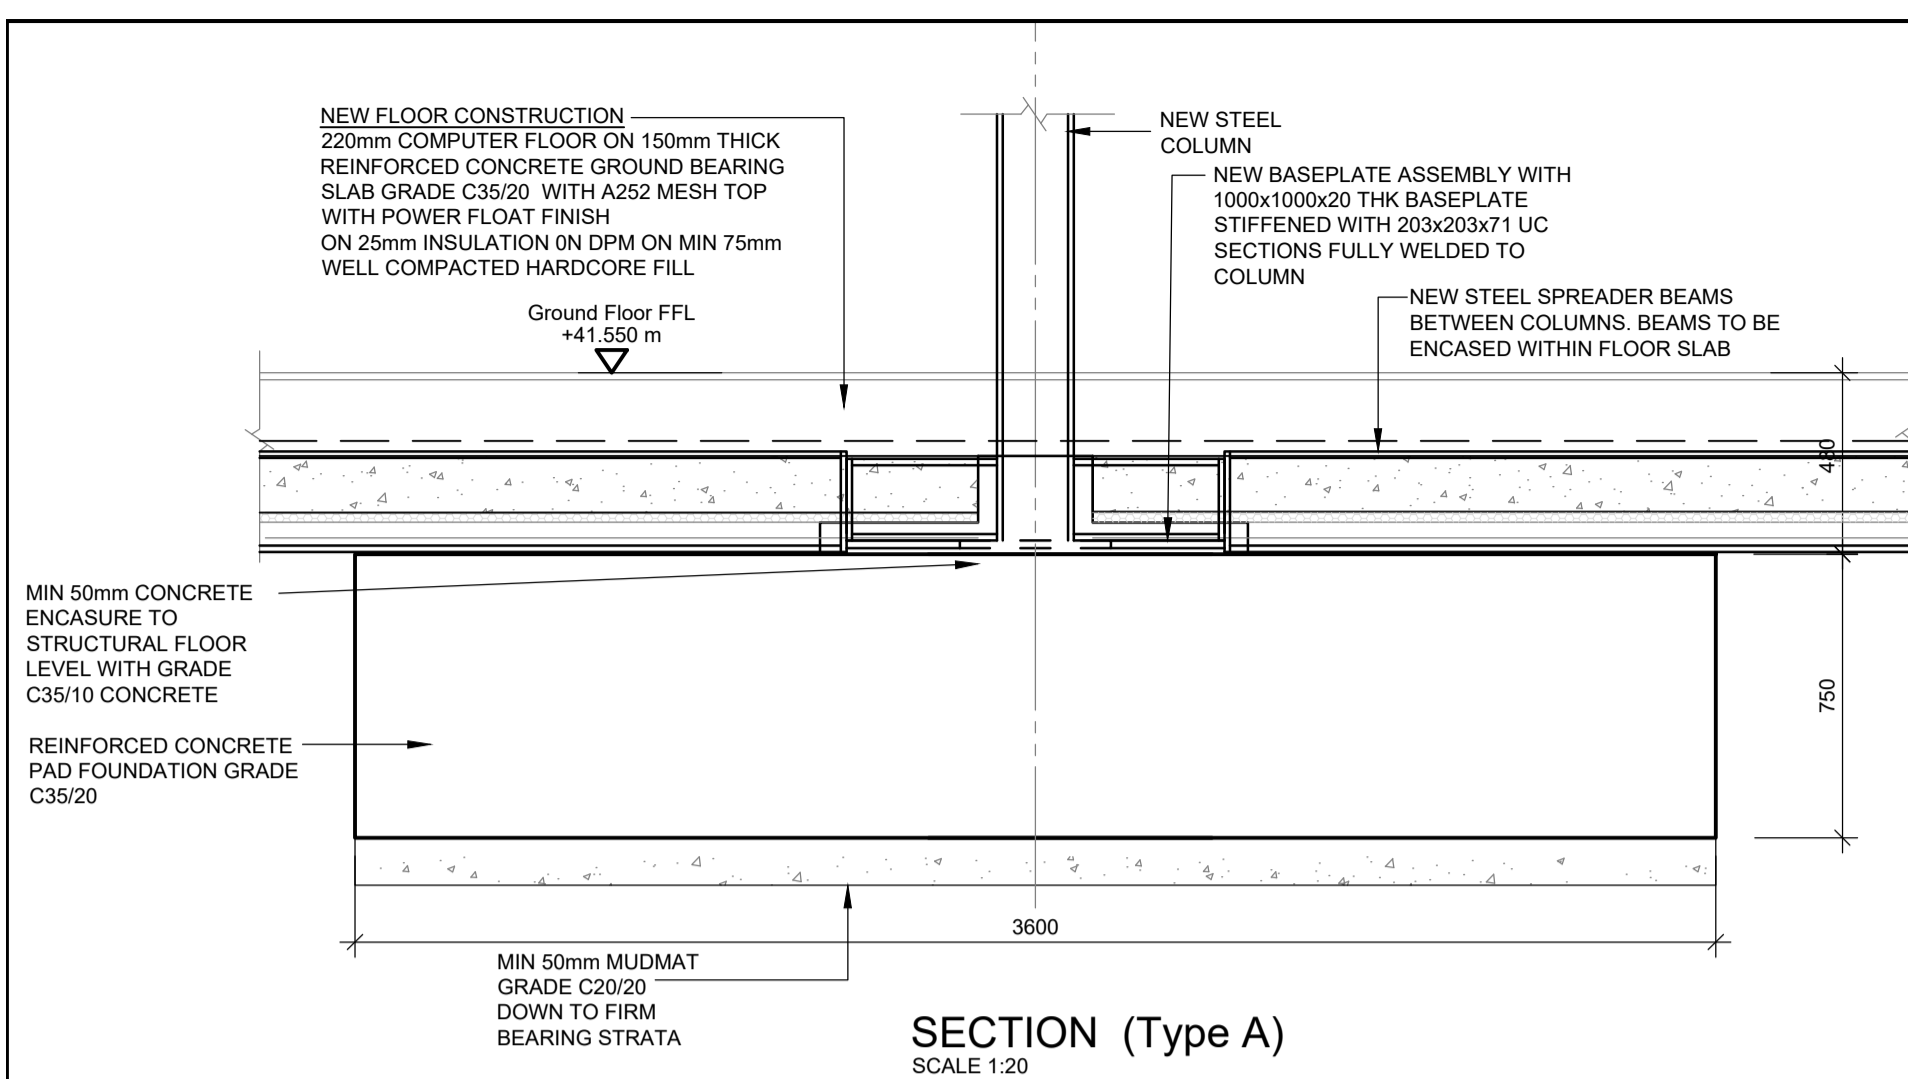 NEW FLOOR CONSTRUCTION
220mm COMPUTER FLOOR ON 150mm THICK
REINFORCED CONCRETE GROUND BEARING
SLAB GRADE C35/20 WITH A252 MESH TOP
WITH POWER FLOAT FINISH
ON 25mm INSULATION 0N DPM ON MIN 75mm
WELL COMPACTED HARDCORE FILL
NEW STEEL
COLUMN
NEW BASEPLATE ASSEMBLY WITH
1000x1000x20 THK BASEPLATE
STIFFENED WITH 203x203x71 UC
SECTIONS FULLY WELDED TO
COLUMN
NEW STEEL SPREADER BEAMS
BETWEEN COLUMNS. BEAMS TO BE
ENCASED WITHIN FLOOR SLAB
Ground Floor FFL
+41.550 m
480
MIN 50mm CONCRETE
ENCASURE TO
STRUCTURAL FLOOR
LEVEL WITH GRADE
C35/10 CONCRETE
750
REINFORCED CONCRETE
PAD FOUNDATION GRADE
C35/20
3600
MIN 50mm MUDMAT
GRADE C20/20
DOWN TO FIRM
BEARING STRATA
SECTION (Type A)
SCALE 1:20